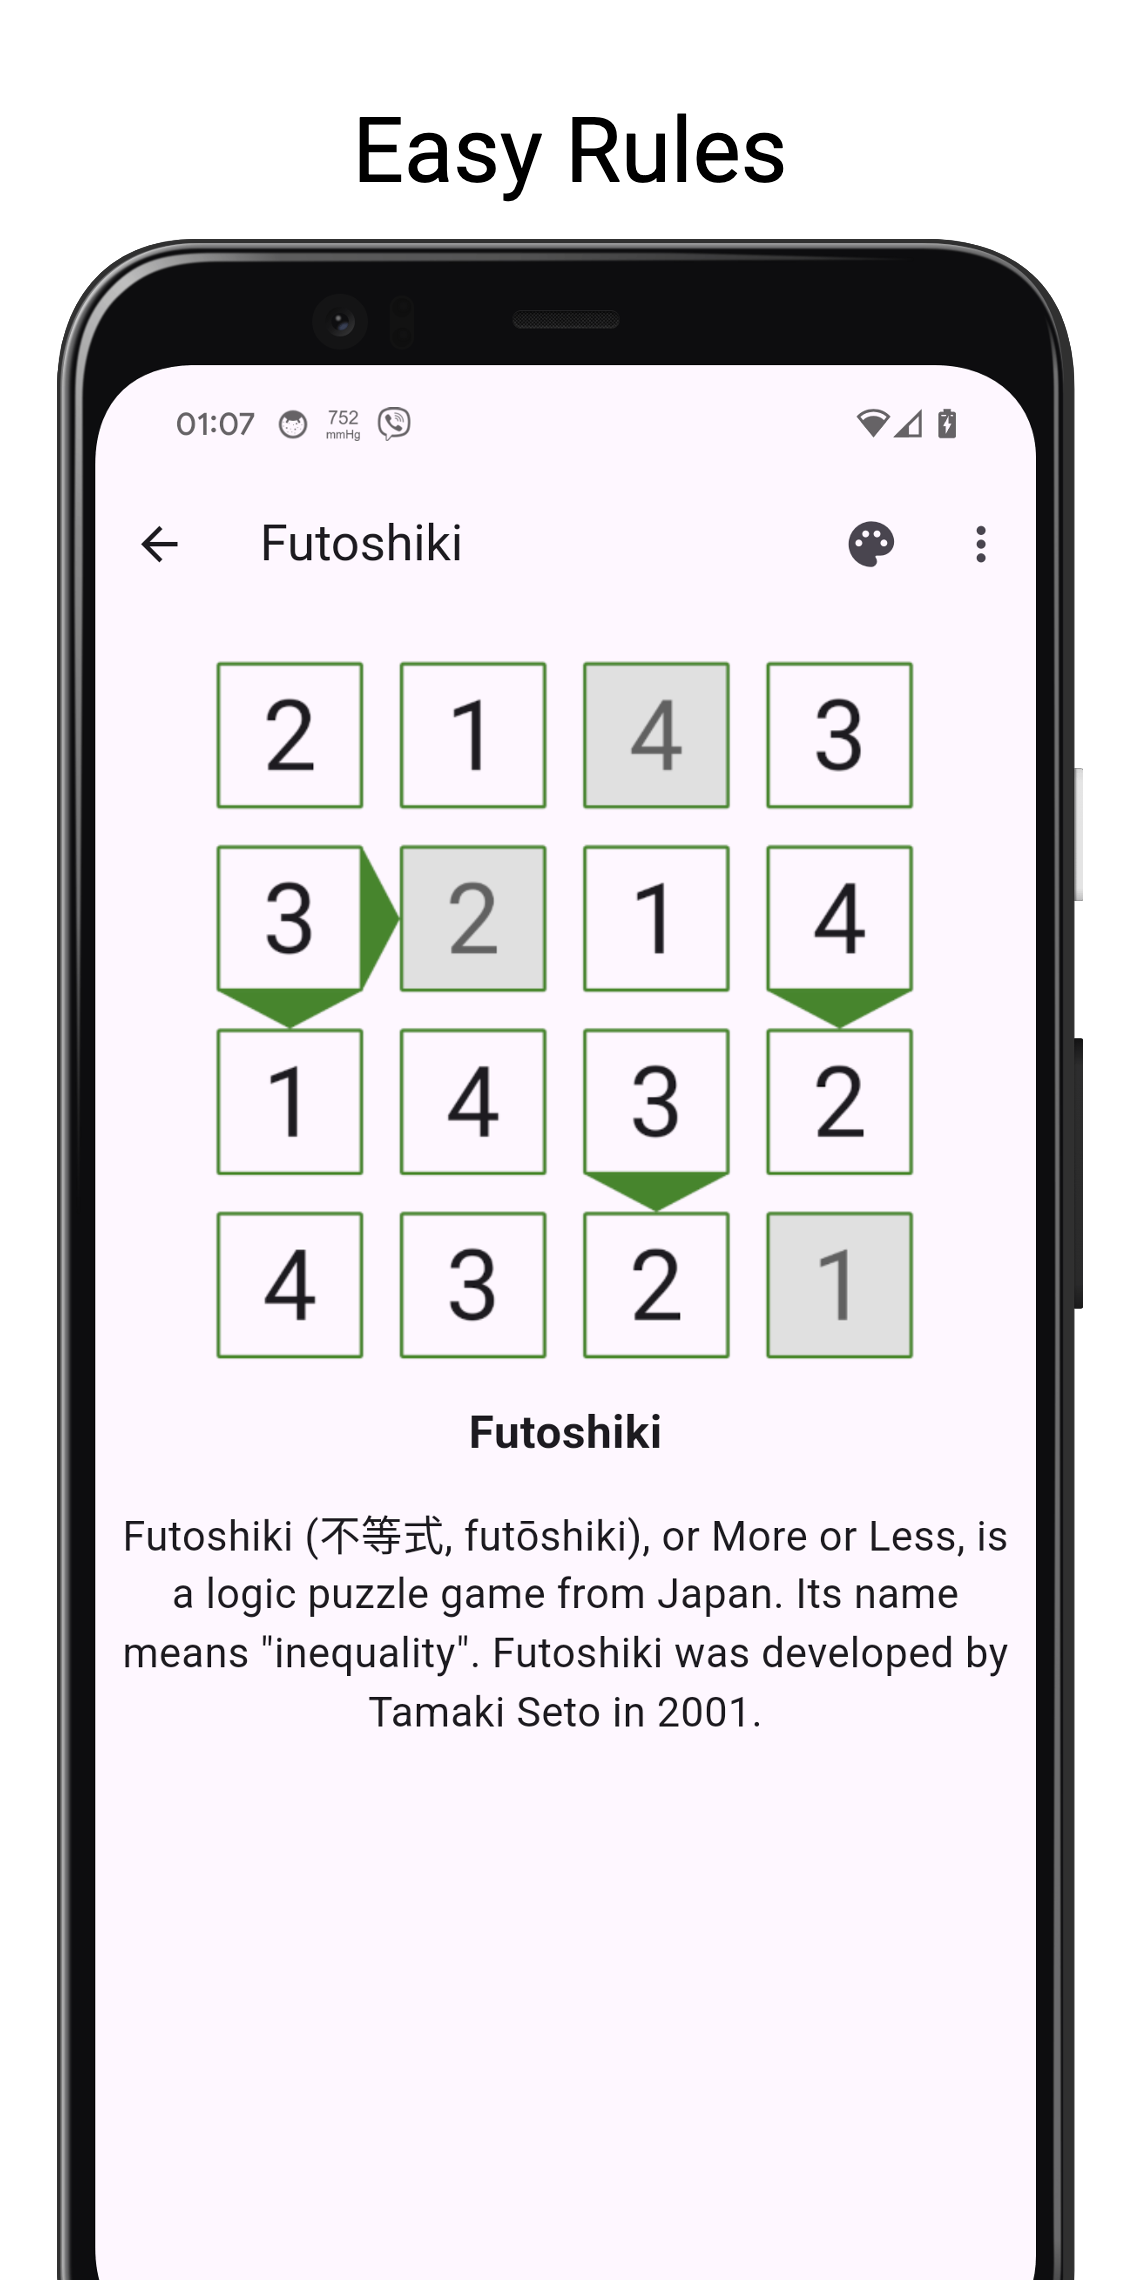 Easy Rules
01:07 752 mmHg
Futoshiki
2 1 4 3
3 2 1 4
1 4 3 2
4 3 2 1
Futoshiki
Futoshiki (不等式, futōshiki), or More or Less, is
a logic puzzle game from Japan. Its name
means "inequality". Futoshiki was developed by
Tamaki Seto in 2001.